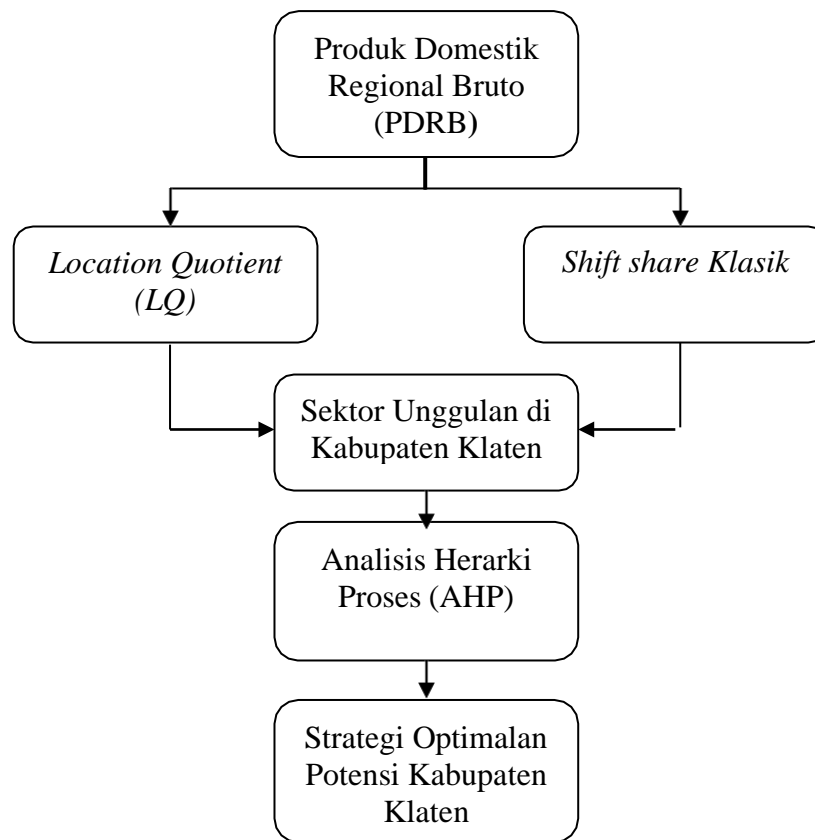 Produk Domestik
Regional Bruto
(PDRB)
Location Quotient
(LQ)
Shift share Klasik
Sektor Unggulan di
Kabupaten Klaten
Analisis Herarki
Proses (AHP)
Strategi Optimalan
Potensi Kabupaten
Klaten